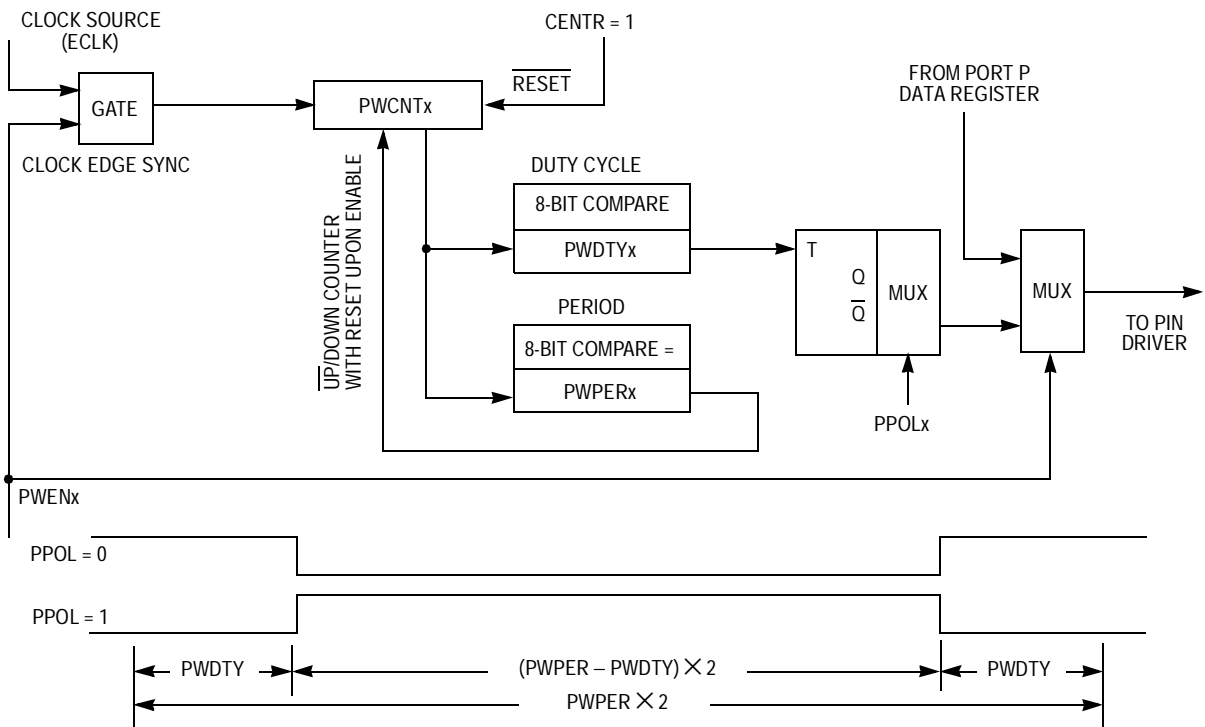 CLOCK SOURCE
(ECLK)
CENTR = 1
RESET
FROM PORT P
DATA REGISTER
GATE
PWCNTx
CLOCK EDGE SYNC
UP/DOWN COUNTER
WITH RESET UPON ENABLE
DUTY CYCLE
8-BIT COMPARE
PWDTYx
PERIOD
8-BIT COMPARE =
PWPERx
T
Q
Q
MUX
PPOLx
MUX
TO PIN
DRIVER
PWENx
PPOL = 0
PPOL = 1
PWDTY
(PWPER – PWDTY) × 2
PWDTY
PWPER × 2